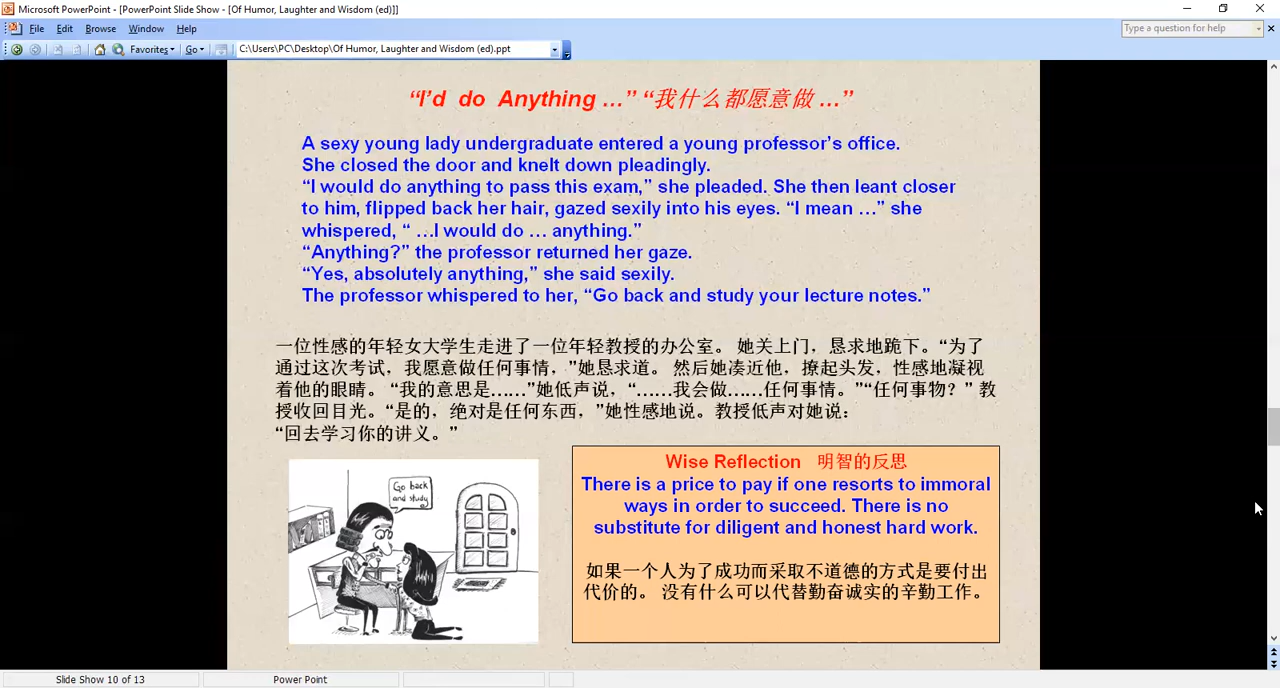 Microsoft PowerPoint - [PowerPoint Slide Show - [Of Humor, Laughter and Wisdom (ed)]]
File Edit Browse Window Help
Type a question for help
Favorites Go C:\Users\PC\Desktop\Of Humor, Laughter and Wisdom (ed).ppt
“I’d do Anything …” “我什么都愿意做 …”
A sexy young lady undergraduate entered a young professor’s office.
She closed the door and knelt down pleadingly.
“I would do anything to pass this exam,” she pleaded. She then leant closer
to him, flipped back her hair, gazed sexily into his eyes. “I mean …” she
whispered, “ …I would do … anything.”
“Anything?” the professor returned her gaze.
“Yes, absolutely anything,” she said sexily.
The professor whispered to her, “Go back and study your lecture notes.”
一位性感的年轻女大学生走进了一位年轻教授的办公室。 她关上门，恳求地跪下。“为了
通过这次考试，我愿意做任何事情，”她恳求道。 然后她凑近他，撩起头发，性感地凝视
着他的眼睛。 “我的意思是……”她低声说，“……我会做……任何事情。”“任何事物？” 教
授收回目光。“是的，绝对是任何东西，”她性感地说。教授低声对她说：
“回去学习你的讲义。”
Go back
and study
Wise Reflection 明智的反思
There is a price to pay if one resorts to immoral
ways in order to succeed. There is no
substitute for diligent and honest hard work.
如果一个人为了成功而采取不道德的方式是要付出
代价的。 没有什么可以代替勤奋诚实的辛勤工作。
Slide Show 10 of 13 Power Point